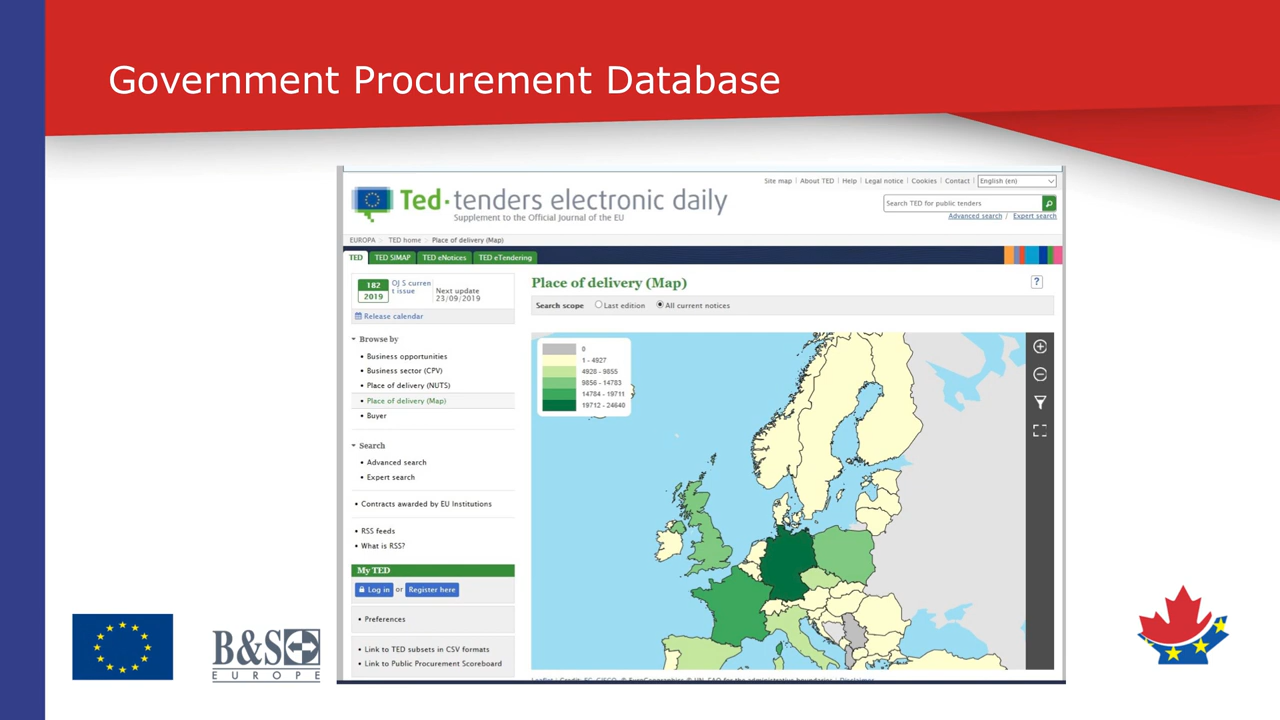 Government Procurement Database
Site map | About TED | Help | Legal notice | Cookies | Contact | English (en)
Ted· tenders electronic daily
Supplement to the Official Journal of the EU
Search TED for public tenders
Advanced search / Expert search
EUROPA > TED home > Place of delivery (Map)
TED TED SIMAP TED eNotices TED eTendering
182
2019
OJ S curren
t issue
Next update
23/09/2019
Release calendar
Browse by
• Business opportunities
• Business sector (CPV)
• Place of delivery (NUTS)
• Place of delivery (Map)
• Buyer
Search
• Advanced search
• Expert search
• Contracts awarded by EU Institutions
• RSS feeds
• What is RSS?
My TED
Log in or Register here
• Preferences
• Link to TED subsets in CSV formats
• Link to Public Procurement Scoreboard
Place of delivery (Map)
?
Search scope Last edition All current notices
0
1 - 4927
4928 - 9855
9856 - 14783
14784 - 19711
19712 - 24640
B&S
EUROPE